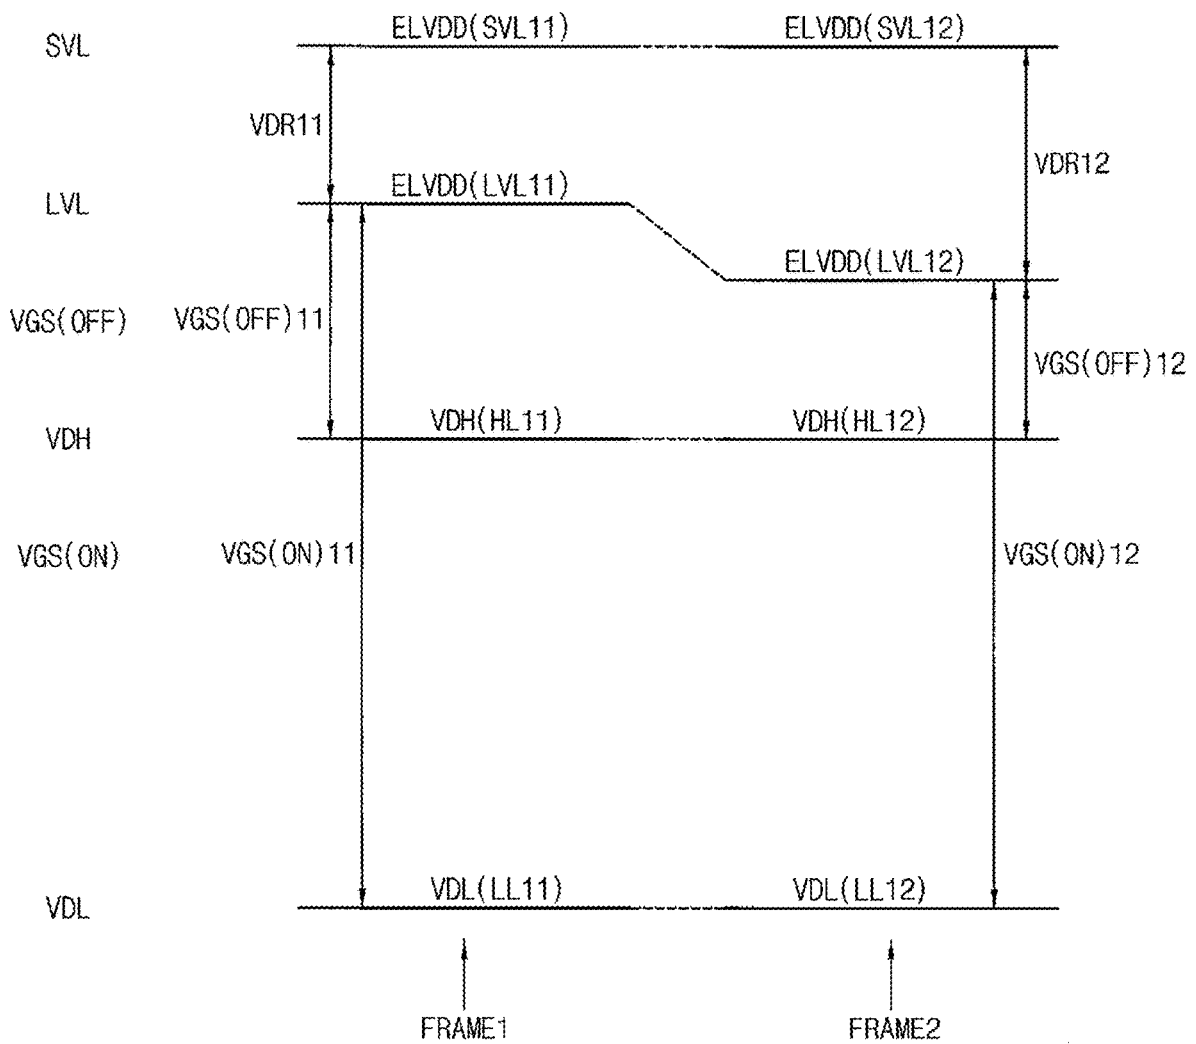 SVL
ELVDD(SVL11)
ELVDD(SVL12)
VDR11
VDR12
LVL
ELVDD(LVL11)
ELVDD(LVL12)
VGS(OFF)
VGS(OFF)11
VGS(OFF)12
VDH
VDH(HL11)
VDH(HL12)
VGS(ON)
VGS(ON)11
VGS(ON)12
VDL
VDL(LL11)
VDL(LL12)
FRAME1
FRAME2